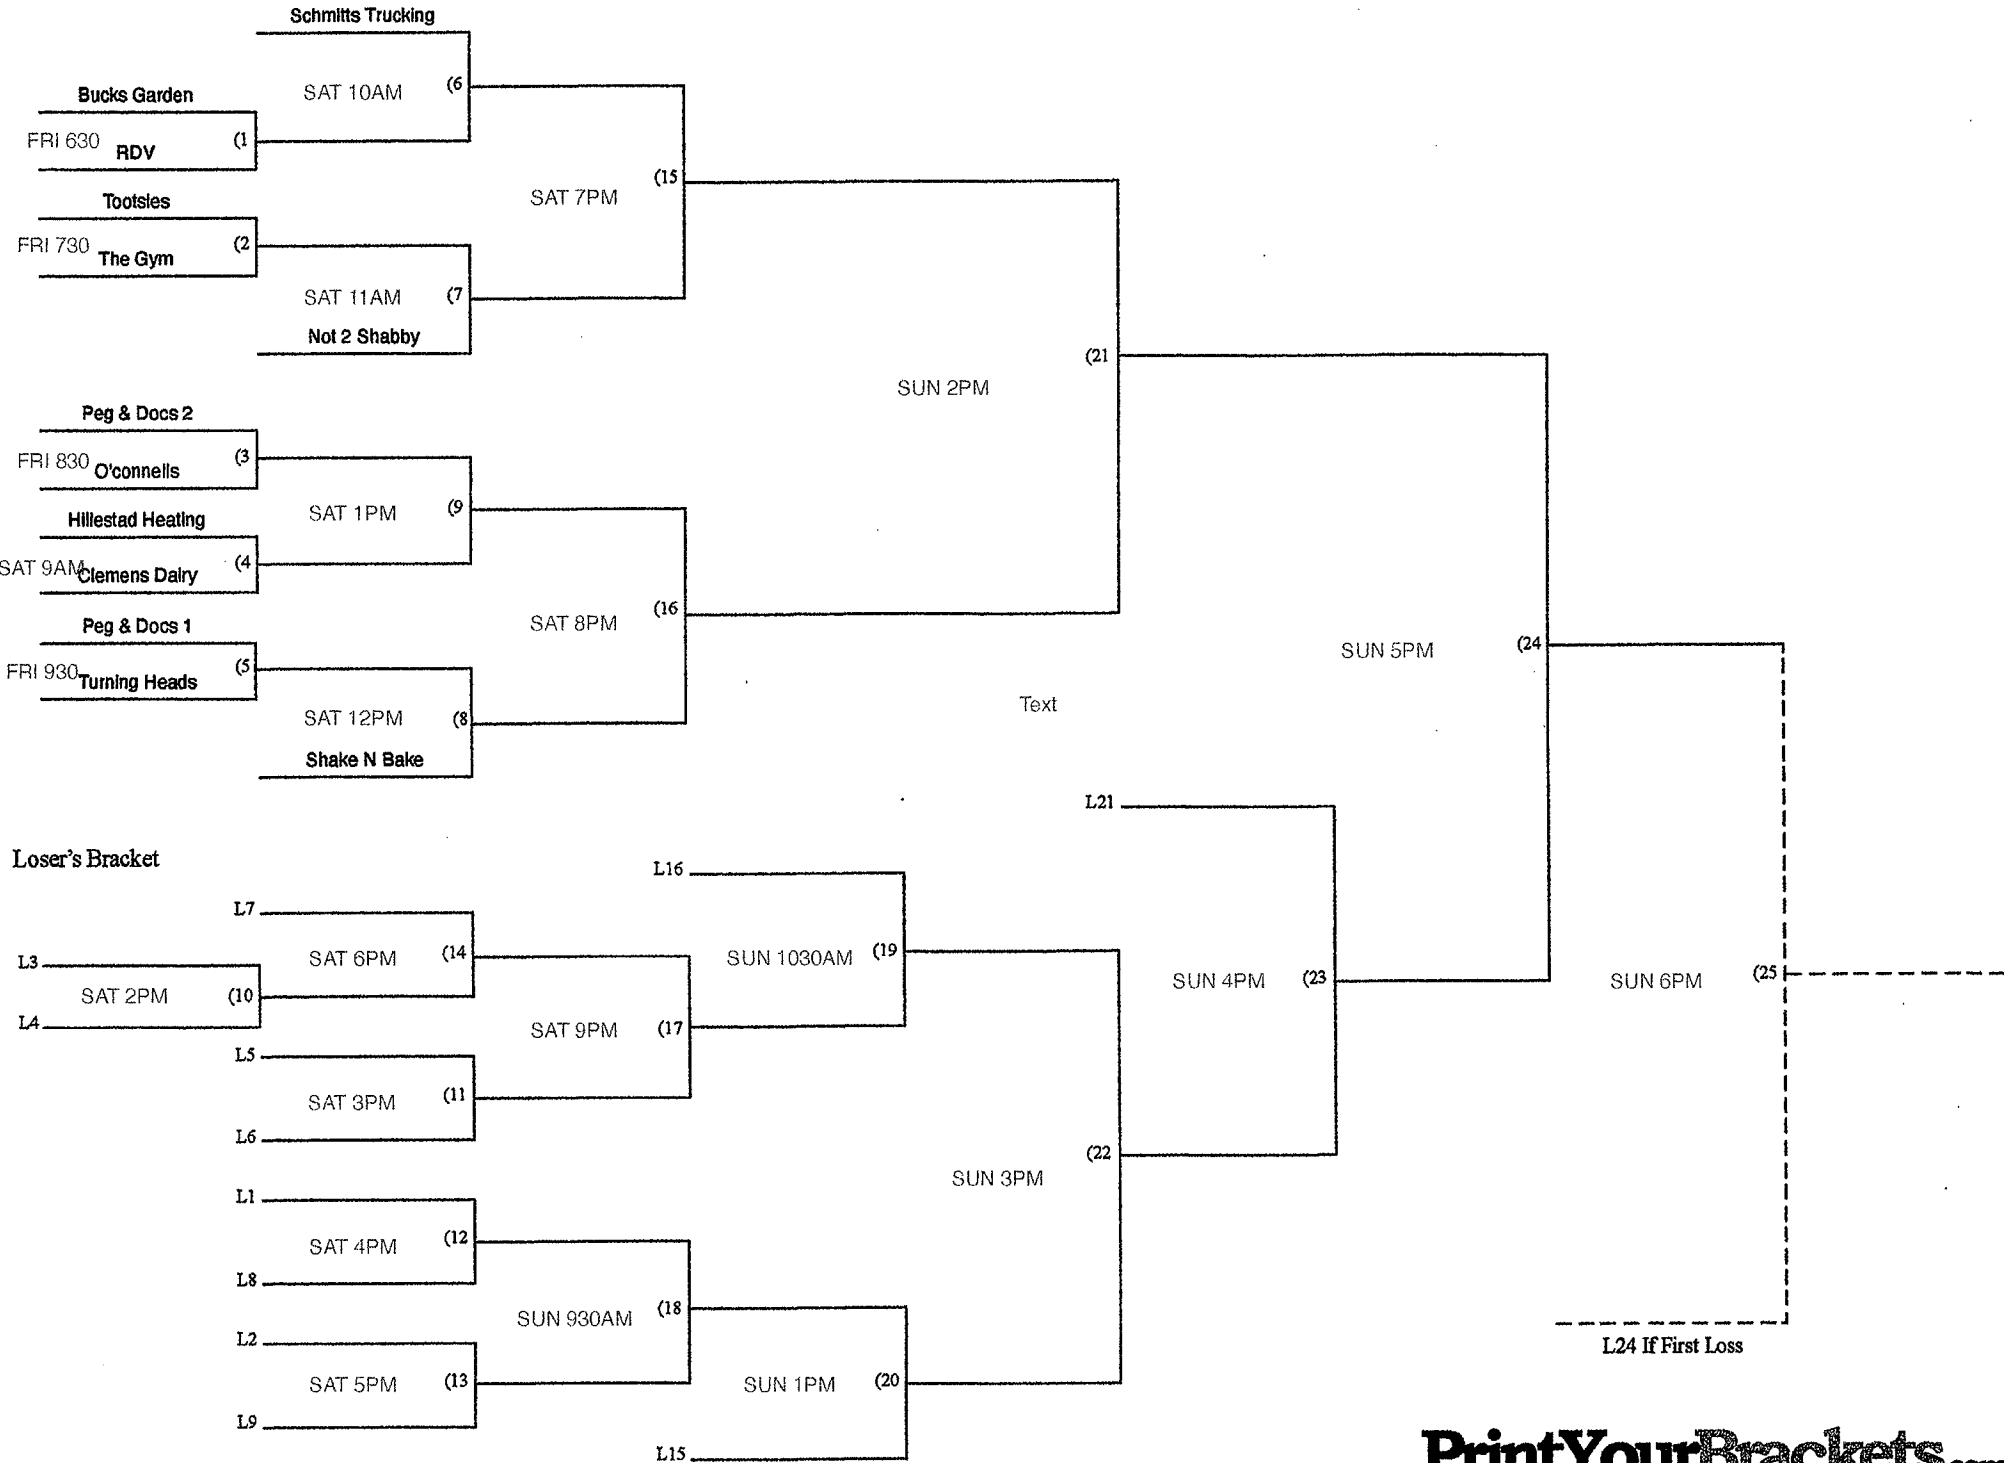 Schmitts Trucking
SAT 10AM (6
Bucks Garden
FRI 630 (1
RDV
Tootsies
FRI 730 (2
The Gym
SAT 7PM (15
SAT 11AM (7
Not 2 Shabby
SUN 2PM (21
Peg & Docs 2
FRI 830 (3
O'connells
SAT 1PM (9
Hillestad Heating
SAT 9AM (4
Clemens Dairy
SAT 8PM (16
Peg & Docs 1
FRI 930 (5
Turning Heads
SAT 12PM (8
Shake N Bake
SUN 5PM (24
Text
L21
Loser's Bracket
L16
L7
SAT 6PM (14
L3
SAT 2PM (10
L4
SUN 1030AM (19
SAT 9PM (17
L5
SAT 3PM (11
L6
SUN 4PM (23
SUN 6PM (25
SUN 3PM (22
L1
SAT 4PM (12
L8
SUN 930AM (18
L2
SAT 5PM (13
L9
SUN 1PM (20
L15
L24 If First Loss
PrintYourBrackets.com